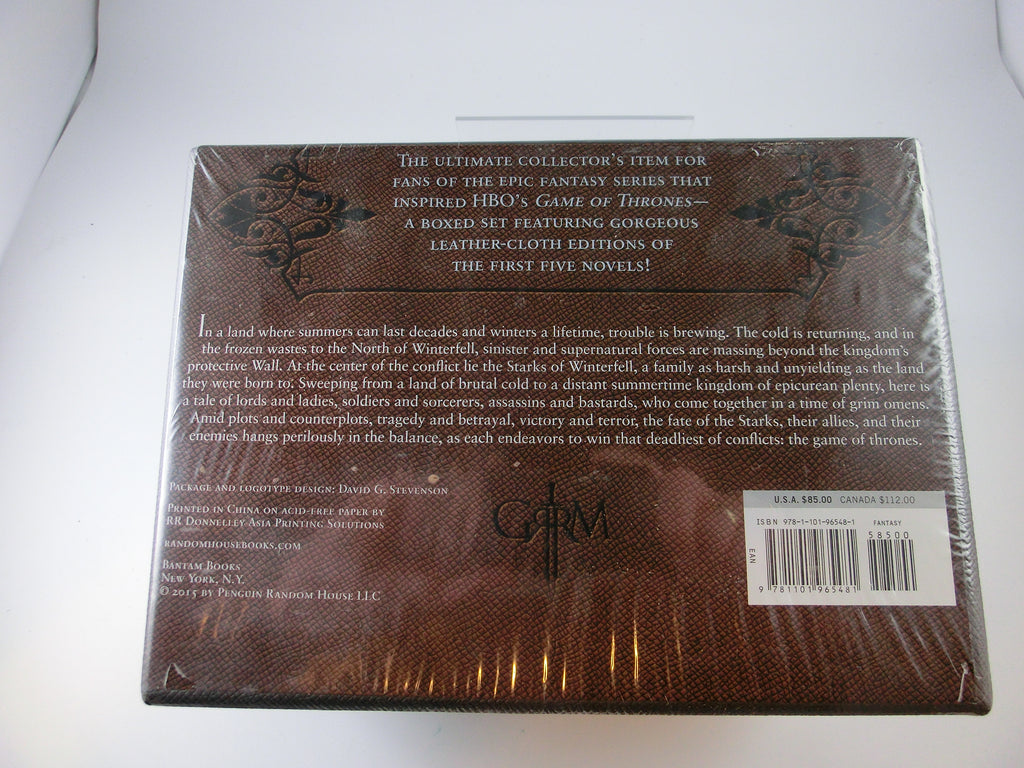 The ultimate collector's item for
fans of the epic fantasy series that
inspired HBO's Game of Thrones—
a boxed set featuring gorgeous
leather-cloth editions of
the first five novels!
In a land where summers can last decades and winters a lifetime, trouble is brewing. The cold is returning, and in
the frozen wastes to the North of Winterfell, sinister and supernatural forces are massing beyond the kingdom's
protective Wall. At the center of the conflict lie the Starks of Winterfell, a family as harsh and unyielding as the land
they were born to. Sweeping from a land of brutal cold to a distant summertime kingdom of epicurean plenty, here is
a tale of lords and ladies, soldiers and sorcerers, assassins and bastards, who come together in a time of grim omens.
Amid plots and counterplots, tragedy and betrayal, victory and terror, the fate of the Starks, their allies, and their
enemies hangs perilously in the balance, as each endeavors to win that deadliest of conflicts: the game of thrones.
Package and logotype design: David G. Stevenson
Printed in China on acid-free paper by
RR Donnelley Asia Printing Solutions
randomhousebooks.com
Bantam Books
New York, N.Y.
© 2015 by Penguin Random House LLC
GRRM
U.S.A. $85.00 CANADA $112.00
ISBN 978-1-101-96548-1 FANTASY
58500
EAN
9 781101 965481